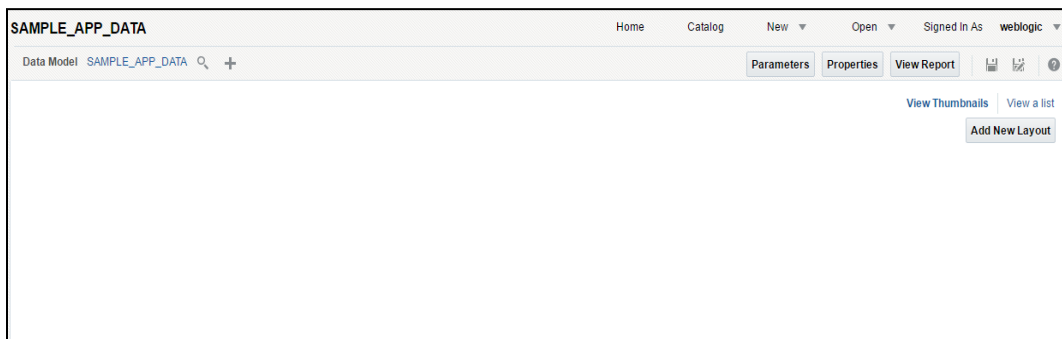 SAMPLE_APP_DATA Home Catalog New Open Signed In As weblogic
Data Model SAMPLE_APP_DATA Parameters Properties View Report
View Thumbnails View a list
Add New Layout